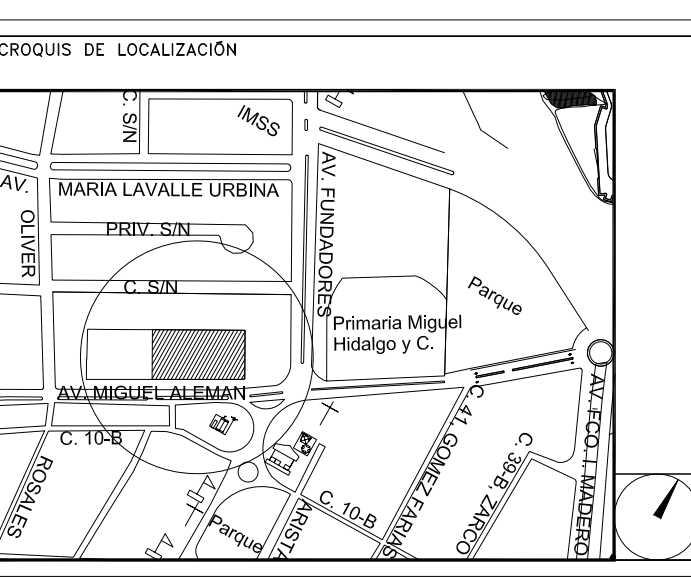 CROQUIS DE LOCALIZACIÓN
C. S/N
IMSS
AV.
OLIVER
MARIA LAVALLE URBINA
AV. FUNDADORES
PRIV. S/N
C. S/N
Parque
Primaria Miguel
Hidalgo y C.
AV. MIGUEL ALEMAN
C. 10-B
ROSALES
Parque
ARISTA
C. 10-B
C. 41, GOMEZ FARIAS
C. 39-B, ZARCO
AV. FCO. I. MADERO